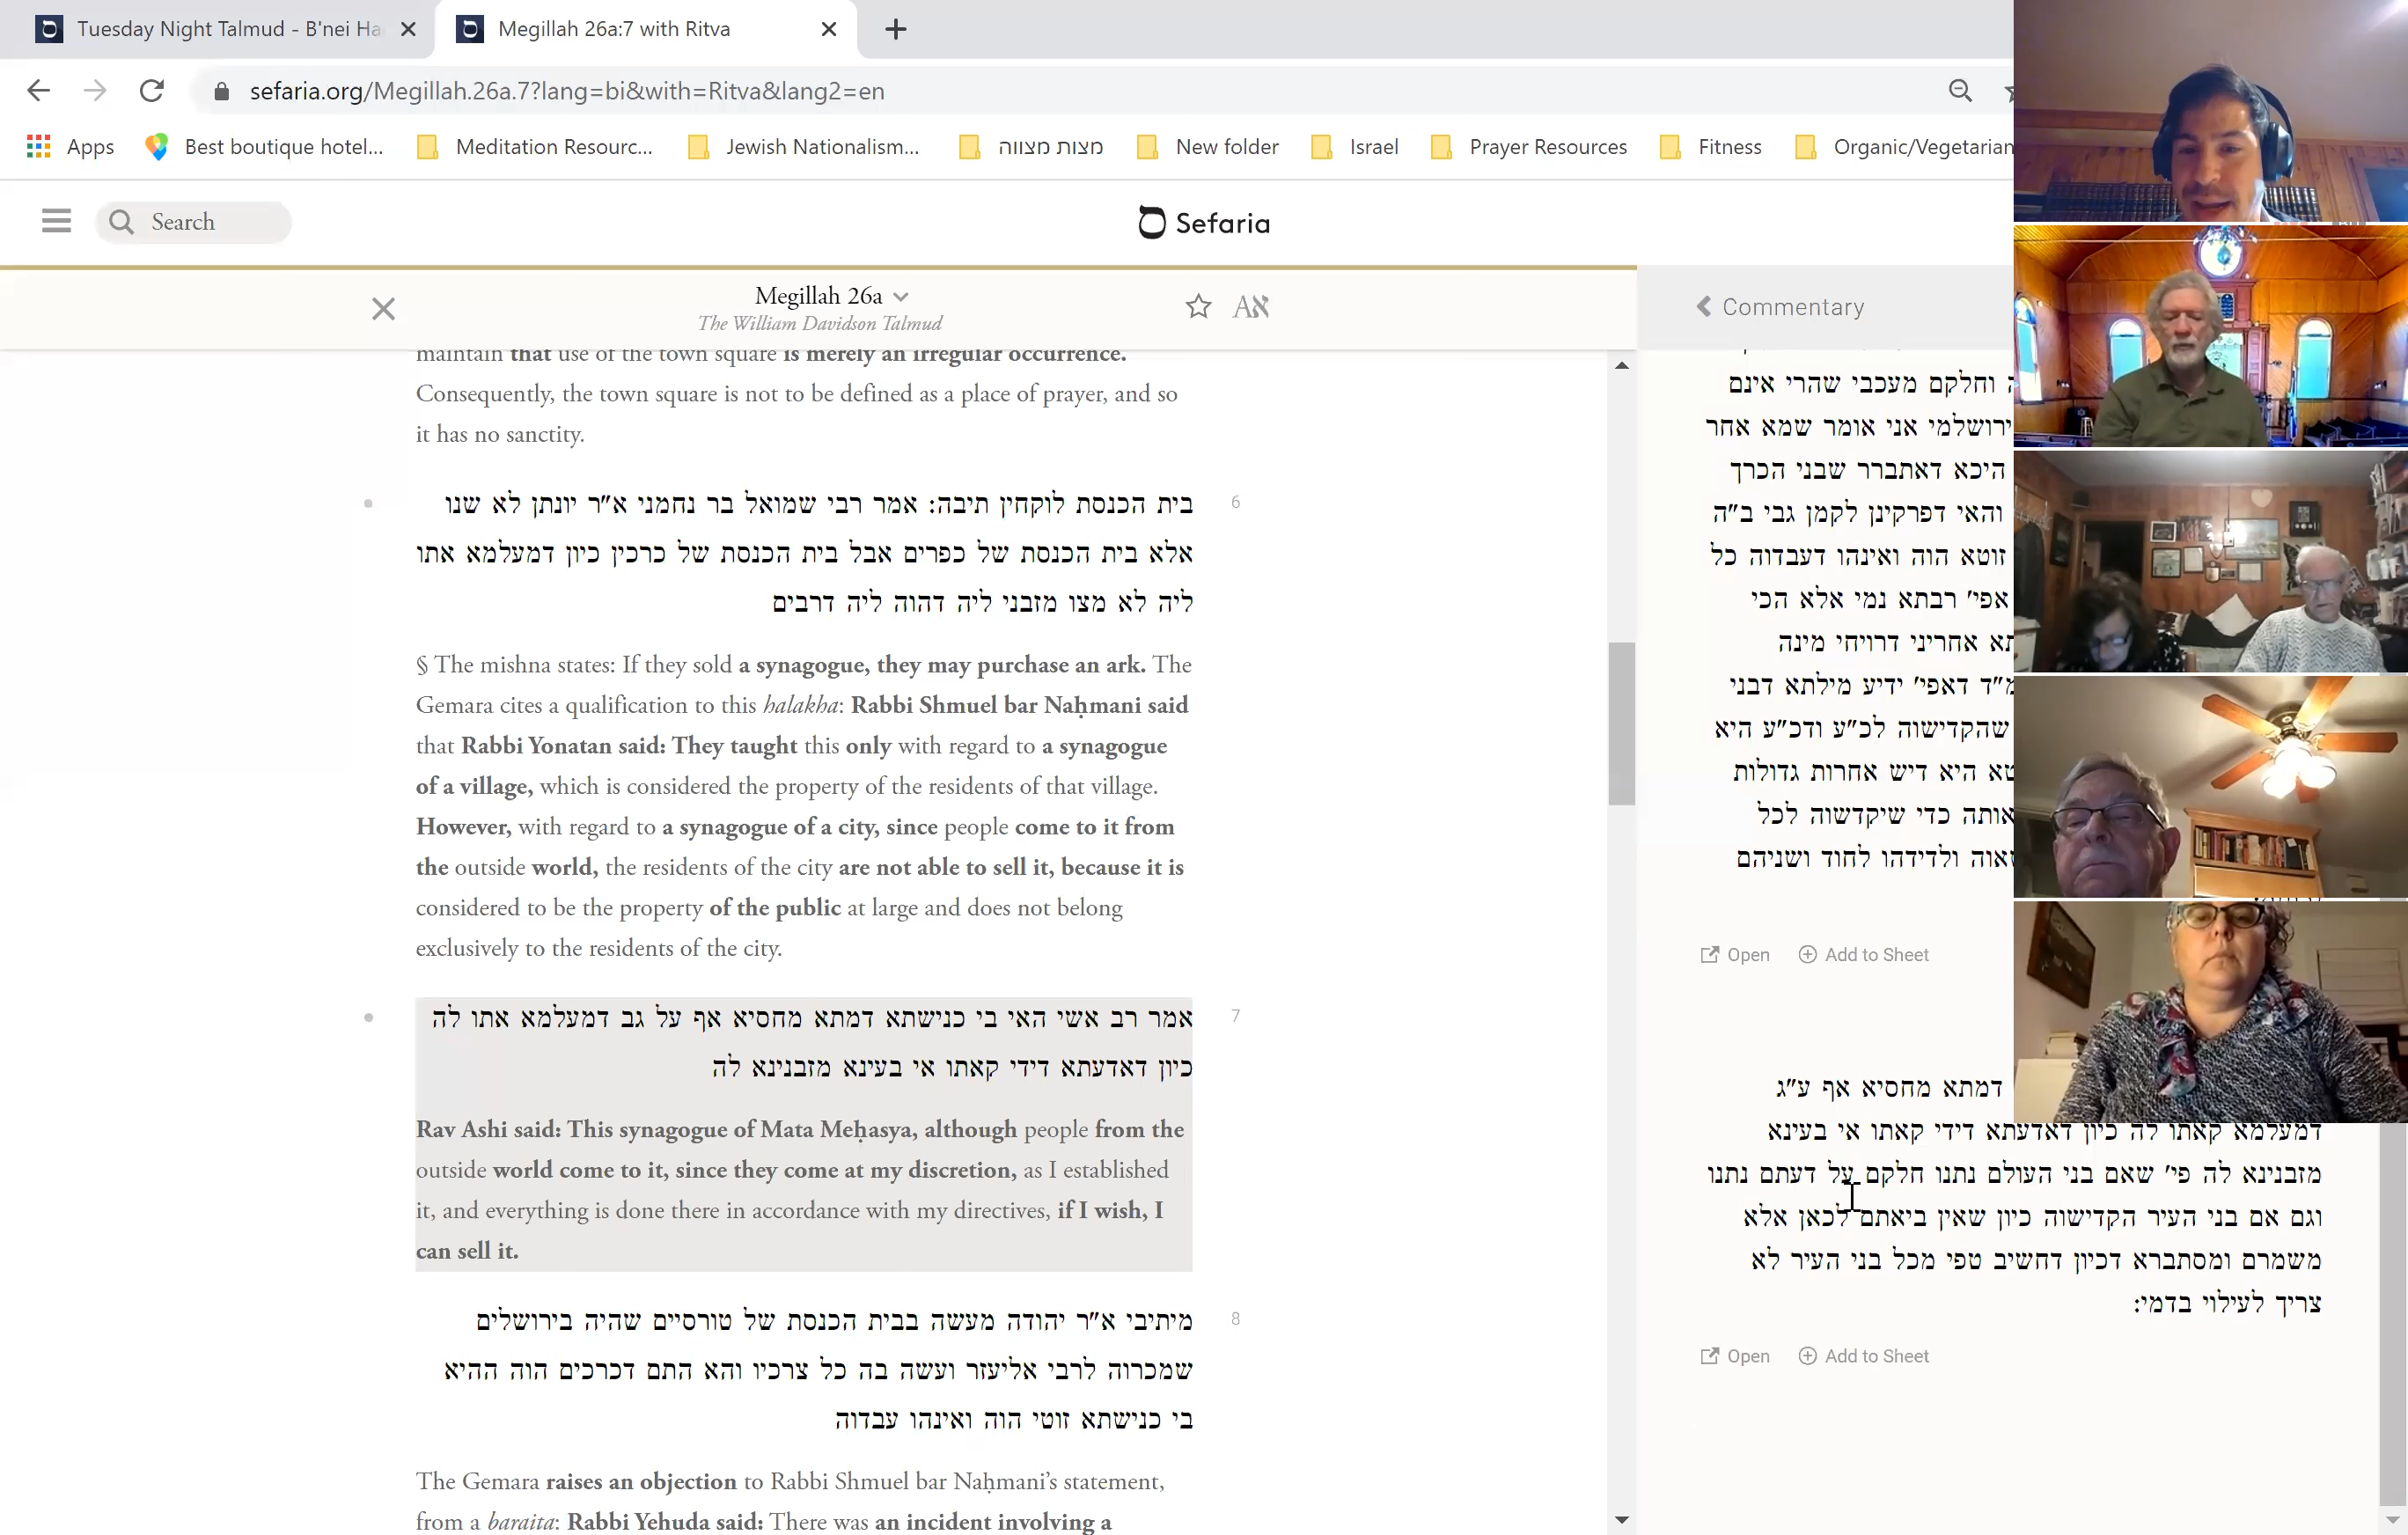 Tuesday Night Talmud - B'nei Ha
Megillah 26a:7 with Ritva
sefaria.org/Megillah.26a.7?lang=bi&with=Ritva&lang2=en
Apps
Best boutique hotel...
Meditation Resourc...
Jewish Nationalism...
מצות מצווה
New folder
Israel
Prayer Resources
Fitness
Organic/Vegetarian
Search
Sefaria
Megillah 26a
The William Davidson Talmud
Aא
maintain that use of the town square is merely an irregular occurrence.
Consequently, the town square is not to be defined as a place of prayer, and so
it has no sanctity.
6
בית הכנסת לוקחין תיבה: אמר רבי שמואל בר נחמני א"ר יונתן לא שנו
אלא בית הכנסת של כפרים אבל בית הכנסת של כרכין כיון דמעלמא אתו
ליה לא מצו מזבני ליה דהוה ליה דרבים
§ The mishna states: If they sold a synagogue, they may purchase an ark. The
Gemara cites a qualification to this halakha: Rabbi Shmuel bar Naḥmani said
that Rabbi Yonatan said: They taught this only with regard to a synagogue
of a village, which is considered the property of the residents of that village.
However, with regard to a synagogue of a city, since people come to it from
the outside world, the residents of the city are not able to sell it, because it is
considered to be the property of the public at large and does not belong
exclusively to the residents of the city.
7
אמר רב אשי האי בי כנישתא דמתא מחסיא אף על גב דמעלמא אתו לה
כיון דאדעתא דידי קאתו אי בעינא מזבנינא לה
Rav Ashi said: This synagogue of Mata Meḥasya, although people from the
outside world come to it, since they come at my discretion, as I established
it, and everything is done there in accordance with my directives, if I wish, I
can sell it.
8
מיתיבי א"ר יהודה מעשה בבית הכנסת של טורסיים שהיה בירושלים
שמכרוה לרבי אליעזר ועשה בה כל צרכיו והא התם דכרכים הוה ההיא
בי כנישתא זוטי הוה ואינהו עבדוה
The Gemara raises an objection to Rabbi Shmuel bar Naḥmani's statement,
from a baraita: Rabbi Yehuda said: There was an incident involving a
Commentary
וחלקם מעכבי שהרי אינם
ירושלמי אני אומר שמא אחר
היכא דאתברר שבני הכרך
והאי דפרקינן לקמן גבי ב"ה
זוטא הוה ואינהו דעבדוה כל
אפי' רבתא נמי אלא הכי
אחריני דרויחי מינה
דאפי' ידיע מילתא דבני
שהקדישוה לכ"ע ודכ"ע היא
היא דיש אחרות גדולות
אותה כדי שיקדשוה לכל
ולדידהו לחוד ושניהם
Open
Add to Sheet
דמתא מחסיא אף ע"ג
דמעלמא קאתו לה כיון דאדעתא דידי קאתו אי בעינא
מזבנינא לה פי' שאם בני העולם נתנו חלקם על דעתם נתנו
וגם אם בני העיר הקדישוה כיון שאין ביאתם לכאן אלא
משמרם ומסתברא דכיון דחשיב טפי מכל בני העיר לא
צריך לעילוי בדמי:
Open
Add to Sheet